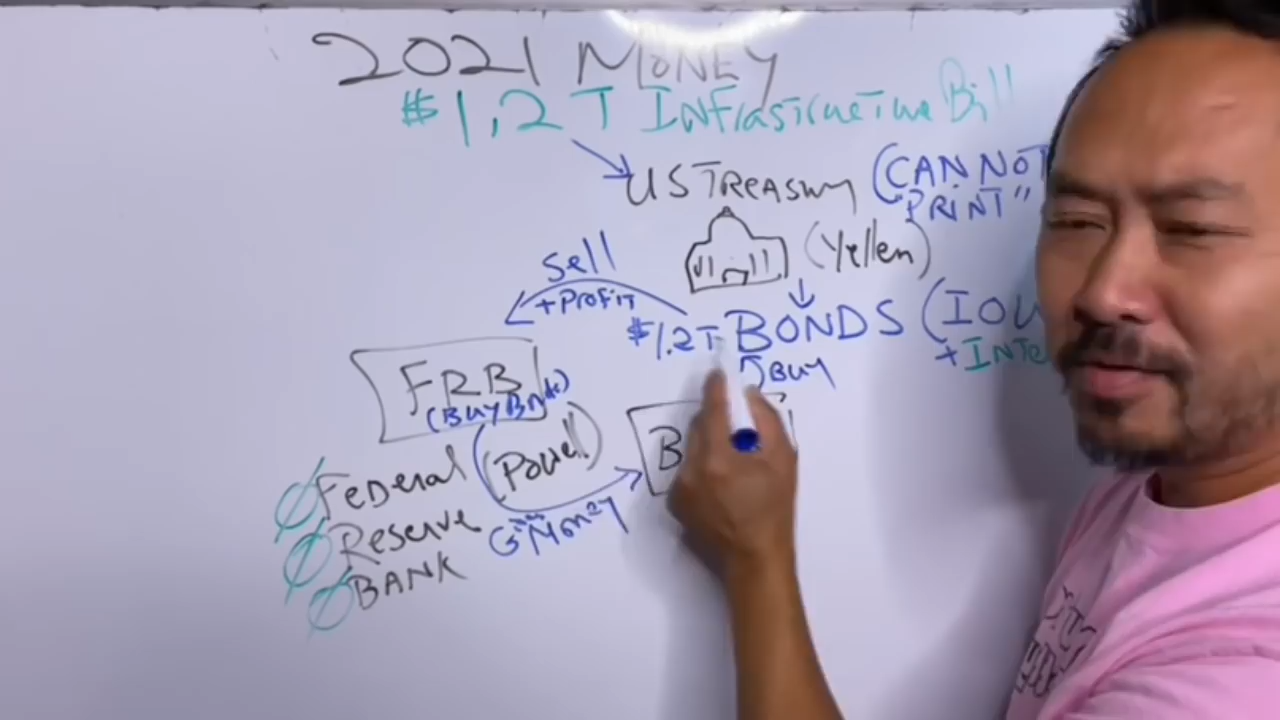 2021 MONEY
$1,2 T INFrastructure Bill
US Treasury (CANNOT
PRINT"
(Yellen)
Sell
+ Profit
$1.2T BONDS (IOU
+ INTe
BUY
FRB
(Buy Bonds)
(Powell)
B
Federal
Reserve
BANK
Money